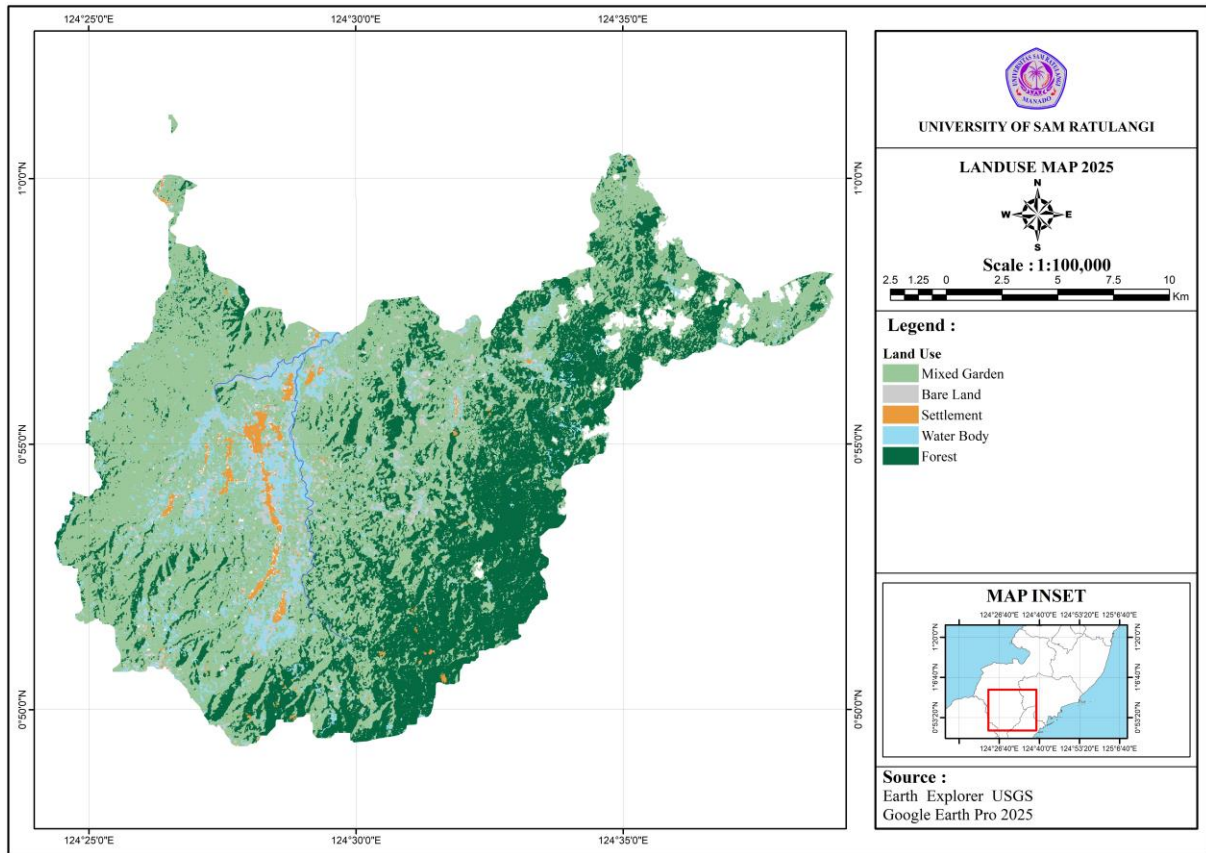 124°25'0"E 124°30'0"E 124°35'0"E
1°0'0"N 1°0'0"N
0°55'0"N 0°55'0"N
0°50'0"N 0°50'0"N
124°25'0"E 124°30'0"E 124°35'0"E
UNIVERSITAS SAM RATULANGI
MANADO
UNIVERSITY OF SAM RATULANGI
LANDUSE MAP 2025
N
W E
S
Scale : 1:100,000
2.5 1.25 0 2.5 5 7.5 10
Km
Legend :
Land Use
Mixed Garden
Bare Land
Settlement
Water Body
Forest
MAP INSET
124°26'40"E 124°40'0"E 124°53'20"E 125°6'40"E
1°20'0"N 1°20'0"N
1°6'40"N 1°6'40"N
0°53'20"N 0°53'20"N
124°26'40"E 124°40'0"E 124°53'20"E 125°6'40"E
Source :
Earth Explorer USGS
Google Earth Pro 2025